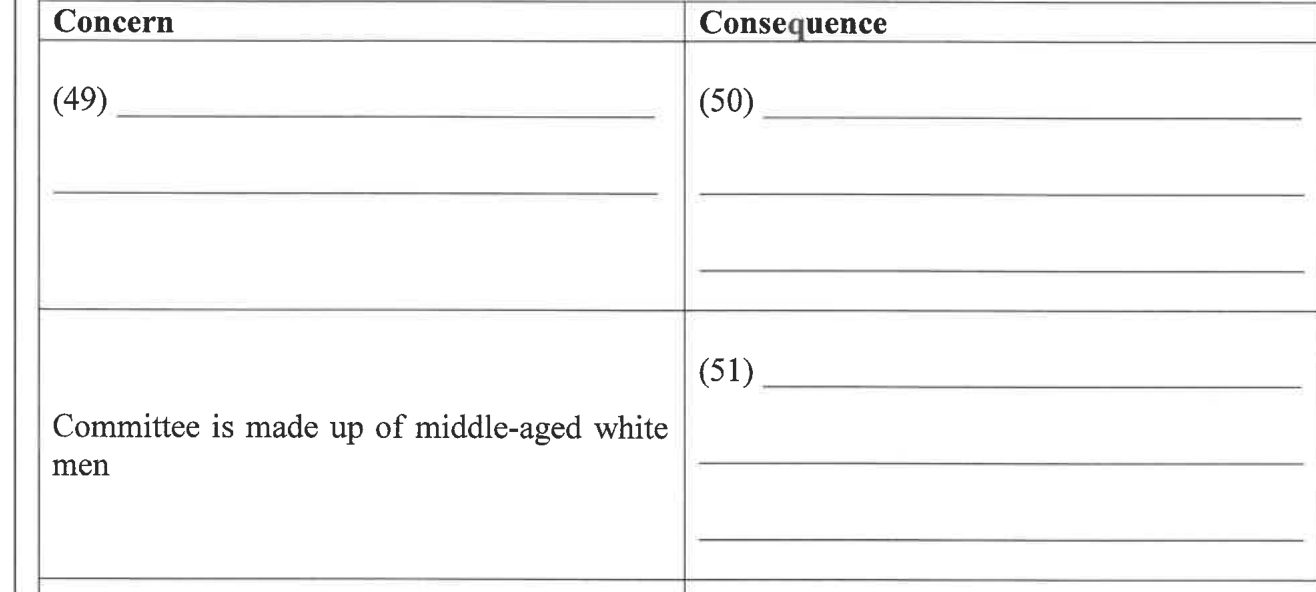 Concern
Consequence
(49)
(50)
Committee is made up of middle-aged white
men
(51)